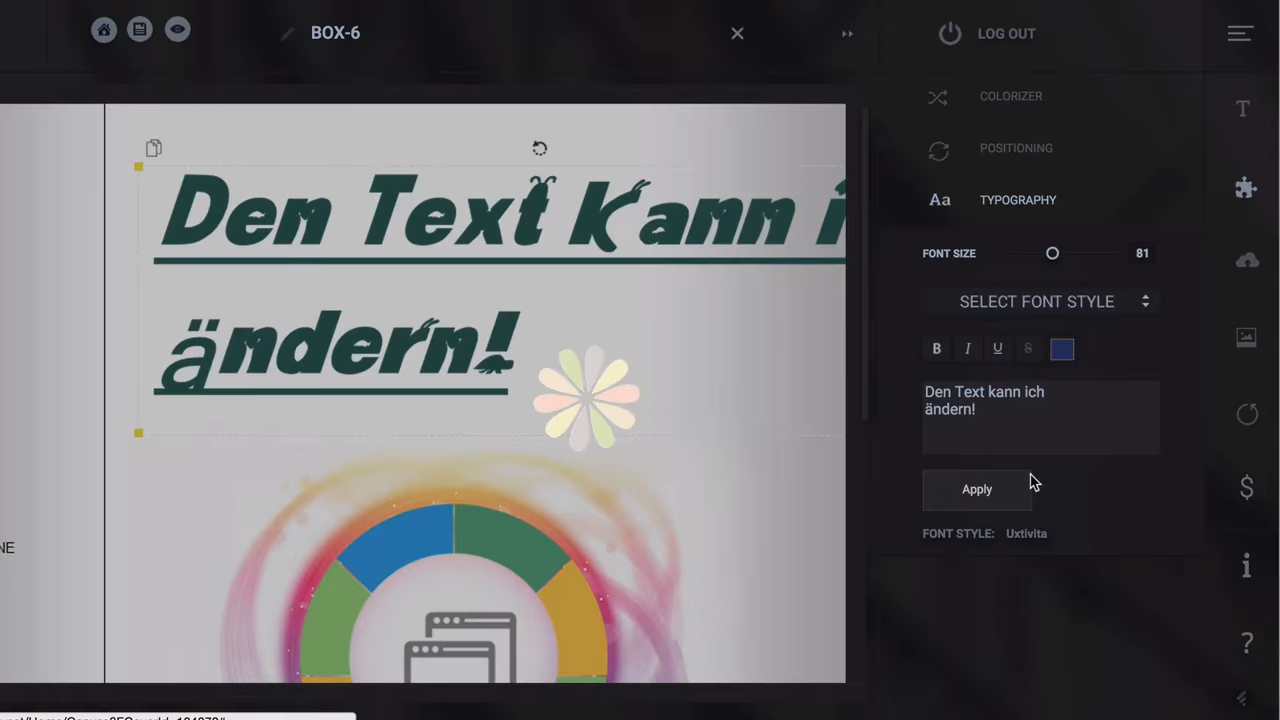 BOX-6
LOG OUT
COLORIZER
POSITIONING
Aa TYPOGRAPHY
FONT SIZE 81
SELECT FONT STYLE
B I U S
Den Text kann ich
ändern!
Apply
FONT STYLE: Uxtivita
T
$
i
?
Den Text kann i
ändern!
NE